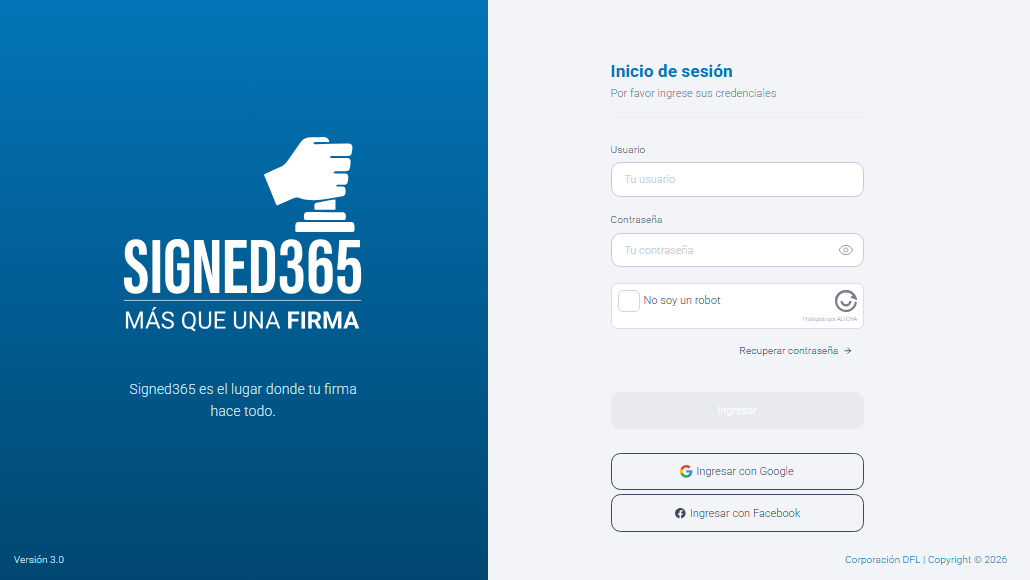 SIGNED365
MÁS QUE UNA FIRMA
Signed365 es el lugar donde tu firma
hace todo.
Versión 3.0
Inicio de sesión
Por favor ingrese sus credenciales
Usuario
Tu usuario
Contraseña
Tu contraseña
No soy un robot
Protegido por ALTCHA
Recuperar contraseña →
Ingresar
Ingresar con Google
Ingresar con Facebook
Corporación DFL | Copyright © 2026